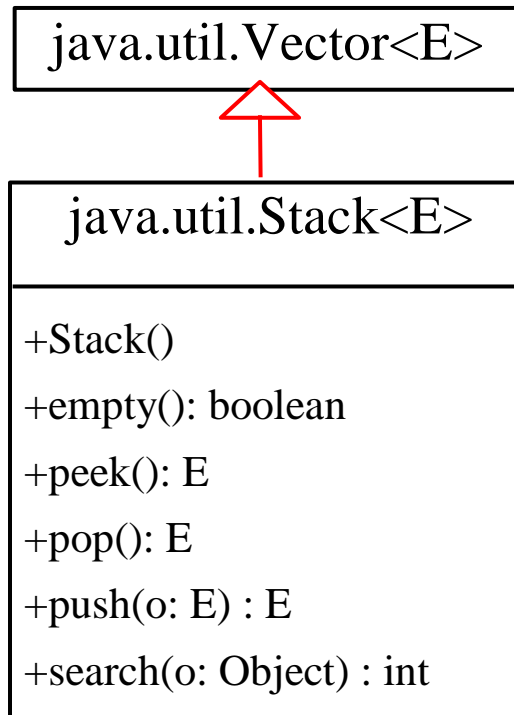 java.util.Vector<E>
java.util.Stack<E>
+Stack()
+empty(): boolean
+peek(): E
+pop(): E
+push(o: E) : E
+search(o: Object) : int